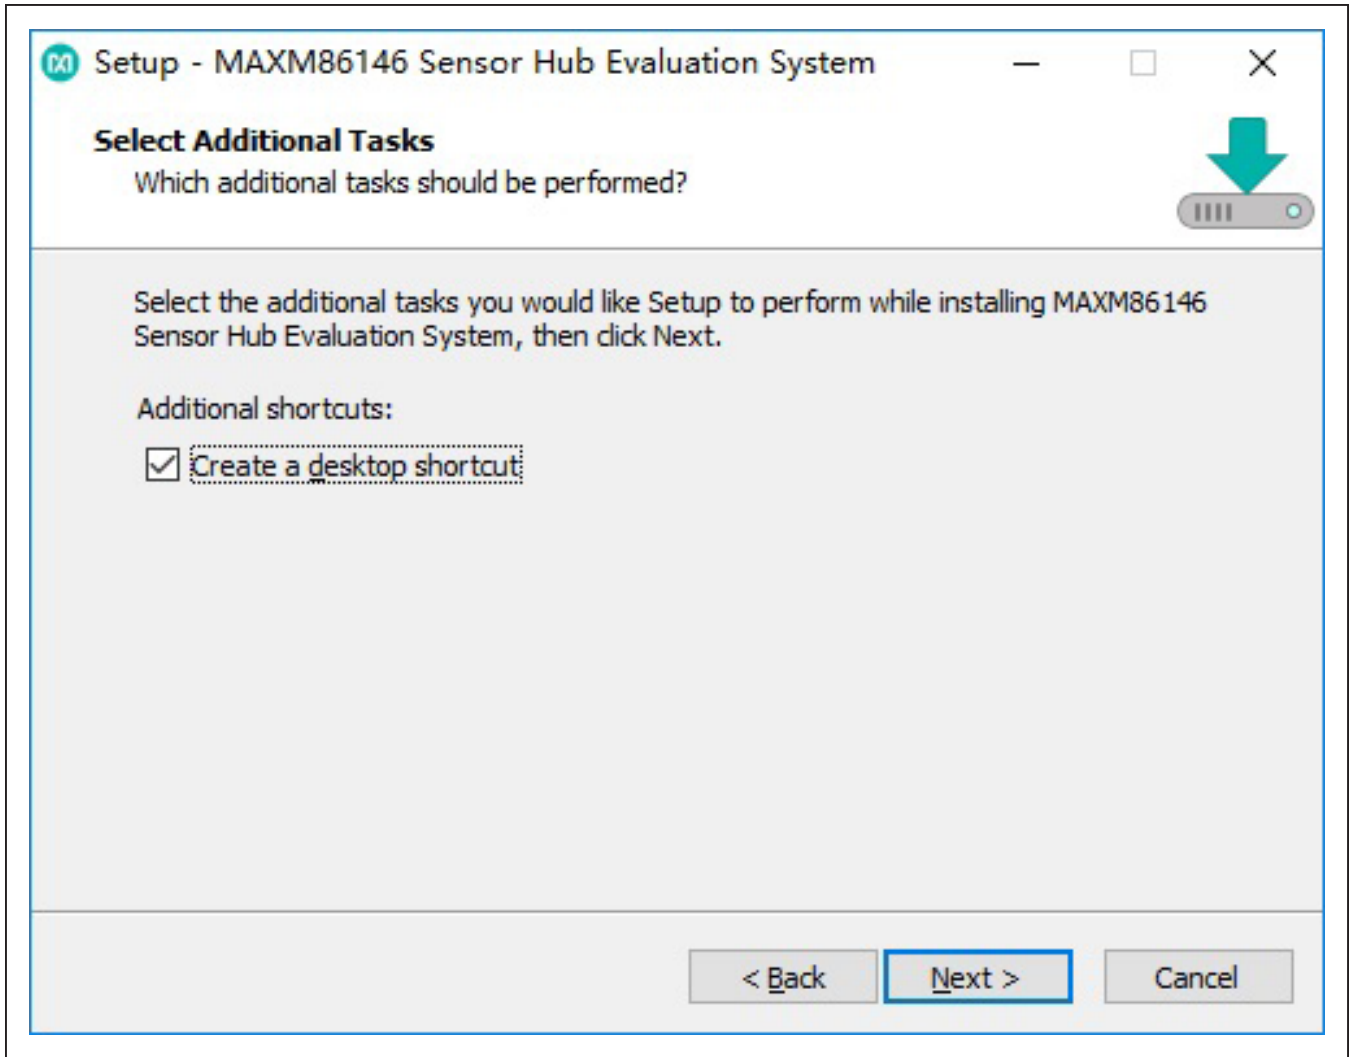 Setup - MAXM86146 Sensor Hub Evaluation System
Select Additional Tasks
Which additional tasks should be performed?
Select the additional tasks you would like Setup to perform while installing MAXM86146
Sensor Hub Evaluation System, then click Next.
Additional shortcuts:
Create a desktop shortcut
< Back
Next >
Cancel